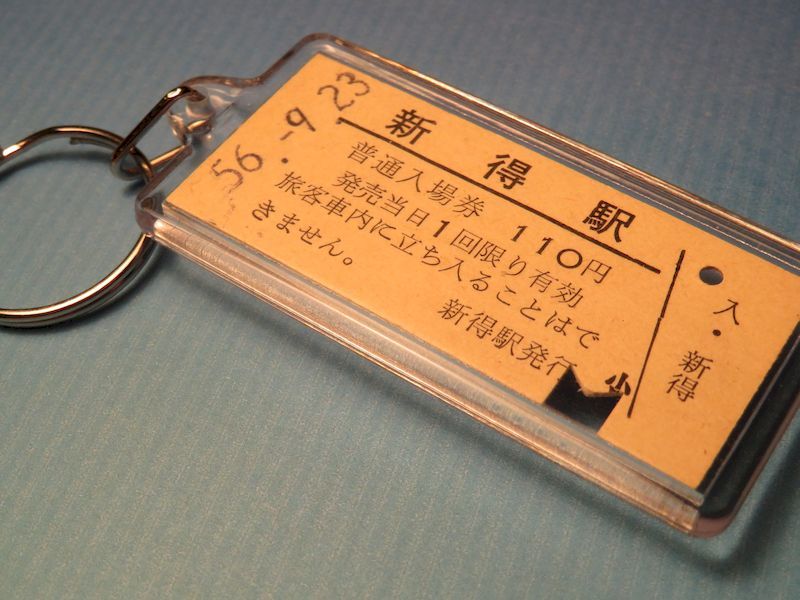 56.-9.23
新得駅
普通入場券 110円
発売当日1回限り有効
旅客車内に立ち入ることはで
きません。
新得駅発行
小
入・新得